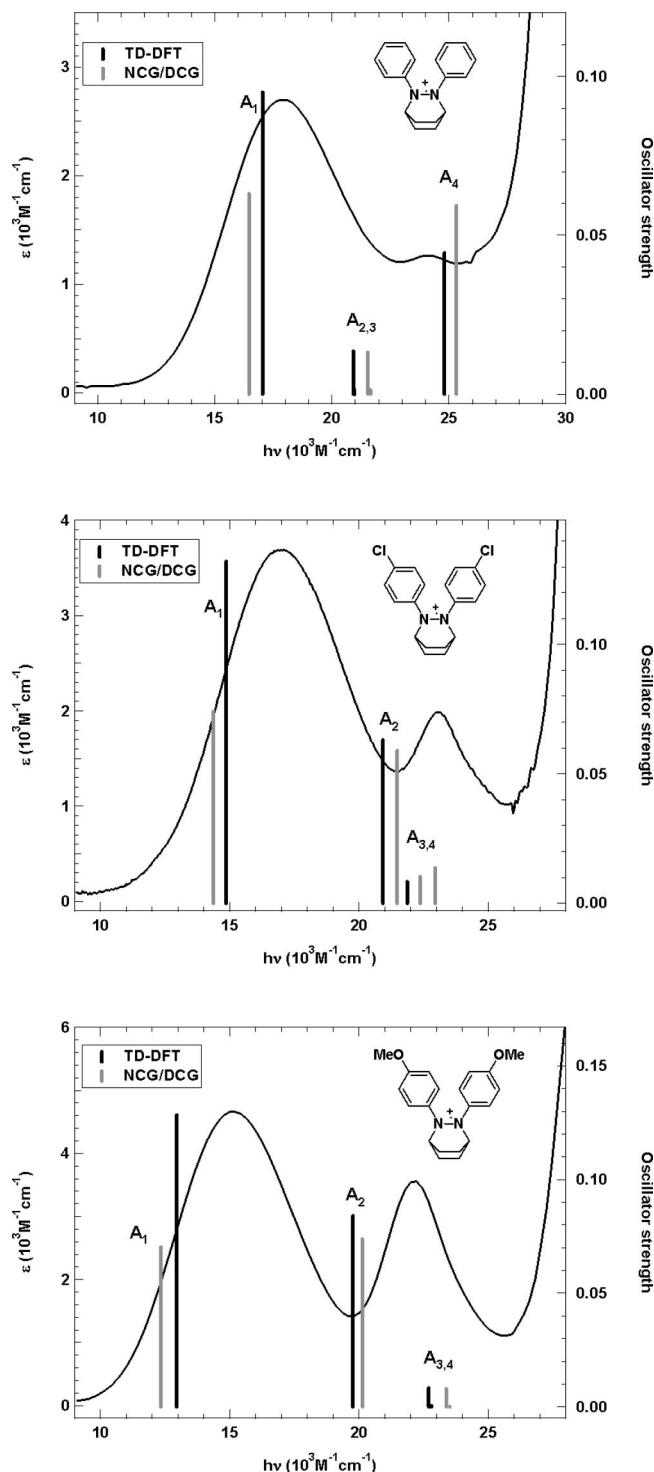 TD-DFT
NCG/DCG
A1
A2,3
A4
N N
+
·
3
2
1
0
ε (10³M⁻¹cm⁻¹)
0.10
0.05
0.00
Oscillator strength
10 15 20 25 30
hν (10³M⁻¹cm⁻¹)
TD-DFT
NCG/DCG
A1
A2
A3,4
Cl Cl
N N
+
·
4
3
2
1
0
ε (10³M⁻¹cm⁻¹)
0.10
0.05
0.00
Oscillator strength
10 15 20 25
hν (10³M⁻¹cm⁻¹)
TD-DFT
NCG/DCG
A1
A2
A3,4
MeO OMe
N N
+
·
6
4
2
0
ε (10³M⁻¹cm⁻¹)
0.15
0.10
0.05
0.00
Oscillator strength
10 15 20 25
hν (10³M⁻¹cm⁻¹)